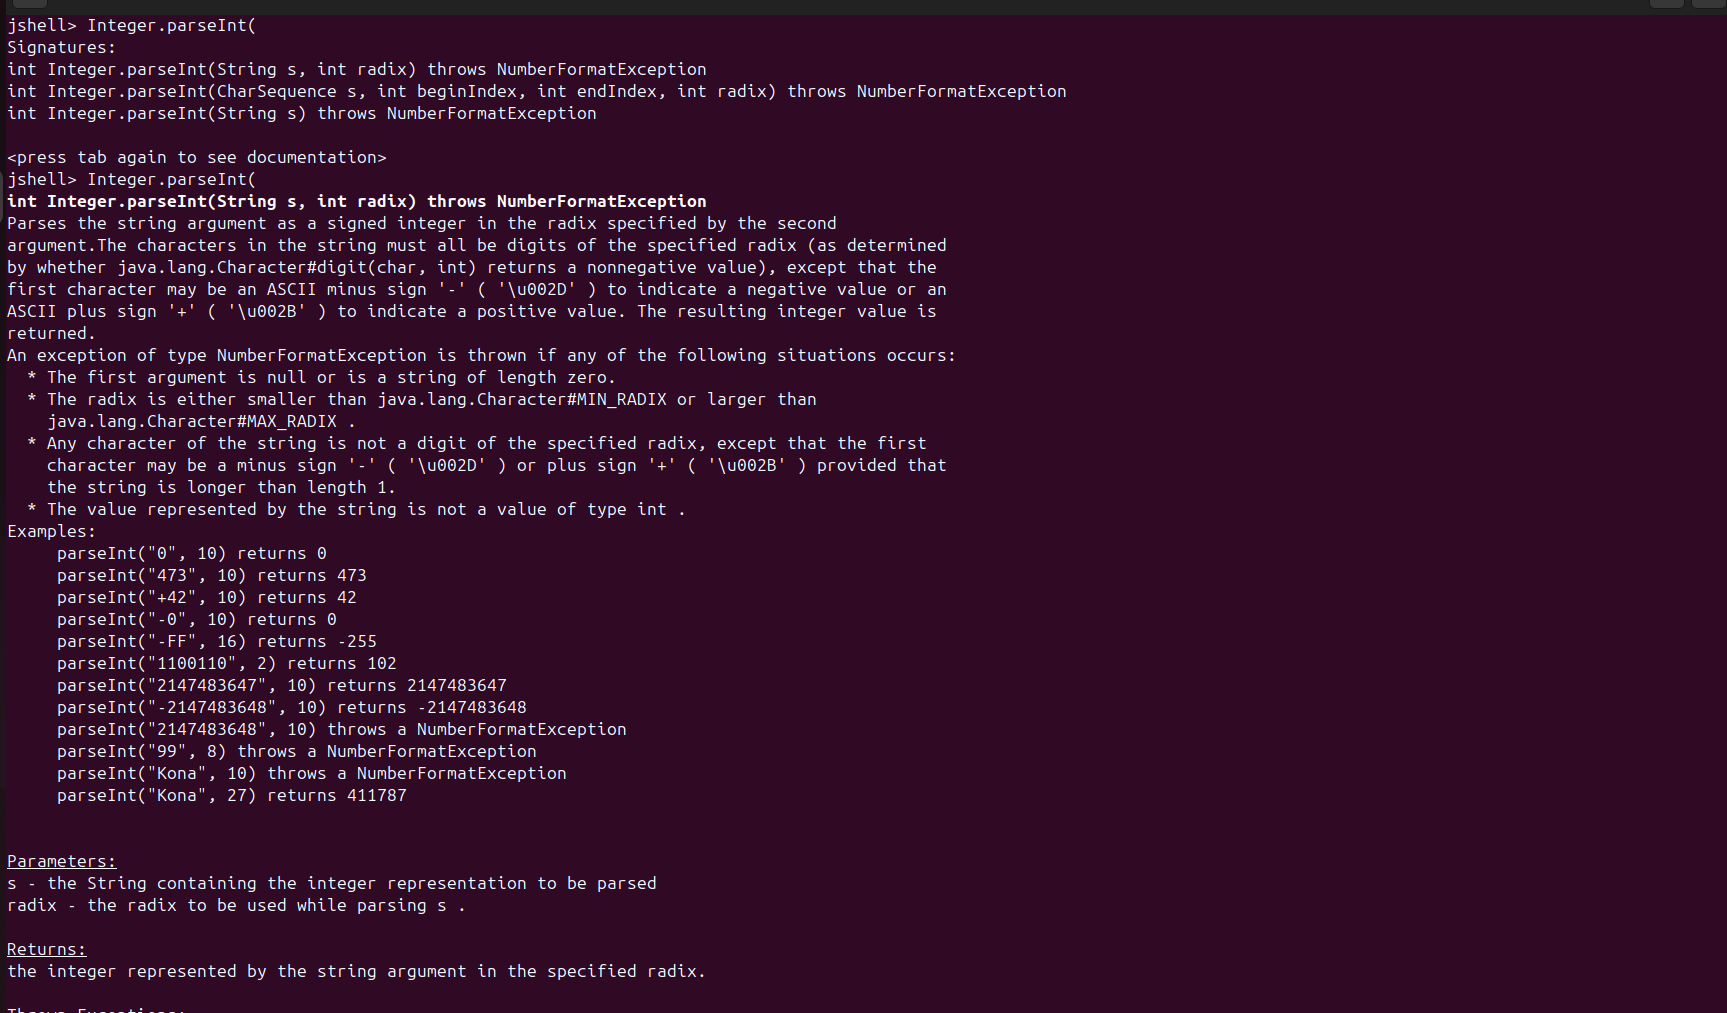 jshell> Integer.parseInt(
Signatures:
int Integer.parseInt(String s, int radix) throws NumberFormatException
int Integer.parseInt(CharSequence s, int beginIndex, int endIndex, int radix) throws NumberFormatException
int Integer.parseInt(String s) throws NumberFormatException

<press tab again to see documentation>
jshell> Integer.parseInt(
int Integer.parseInt(String s, int radix) throws NumberFormatException
Parses the string argument as a signed integer in the radix specified by the second
argument.The characters in the string must all be digits of the specified radix (as determined
by whether java.lang.Character#digit(char, int) returns a nonnegative value), except that the
first character may be an ASCII minus sign '-' ( '\u002D' ) to indicate a negative value or an
ASCII plus sign '+' ( '\u002B' ) to indicate a positive value. The resulting integer value is
returned.
An exception of type NumberFormatException is thrown if any of the following situations occurs:
  * The first argument is null or is a string of length zero.
  * The radix is either smaller than java.lang.Character#MIN_RADIX or larger than
    java.lang.Character#MAX_RADIX .
  * Any character of the string is not a digit of the specified radix, except that the first
    character may be a minus sign '-' ( '\u002D' ) or plus sign '+' ( '\u002B' ) provided that
    the string is longer than length 1.
  * The value represented by the string is not a value of type int .
Examples:
     parseInt("0", 10) returns 0
     parseInt("473", 10) returns 473
     parseInt("+42", 10) returns 42
     parseInt("-0", 10) returns 0
     parseInt("-FF", 16) returns -255
     parseInt("1100110", 2) returns 102
     parseInt("2147483647", 10) returns 2147483647
     parseInt("-2147483648", 10) returns -2147483648
     parseInt("2147483648", 10) throws a NumberFormatException
     parseInt("99", 8) throws a NumberFormatException
     parseInt("Kona", 10) throws a NumberFormatException
     parseInt("Kona", 27) returns 411787

Parameters:
s - the String containing the integer representation to be parsed
radix - the radix to be used while parsing s .

Returns:
the integer represented by the string argument in the specified radix.